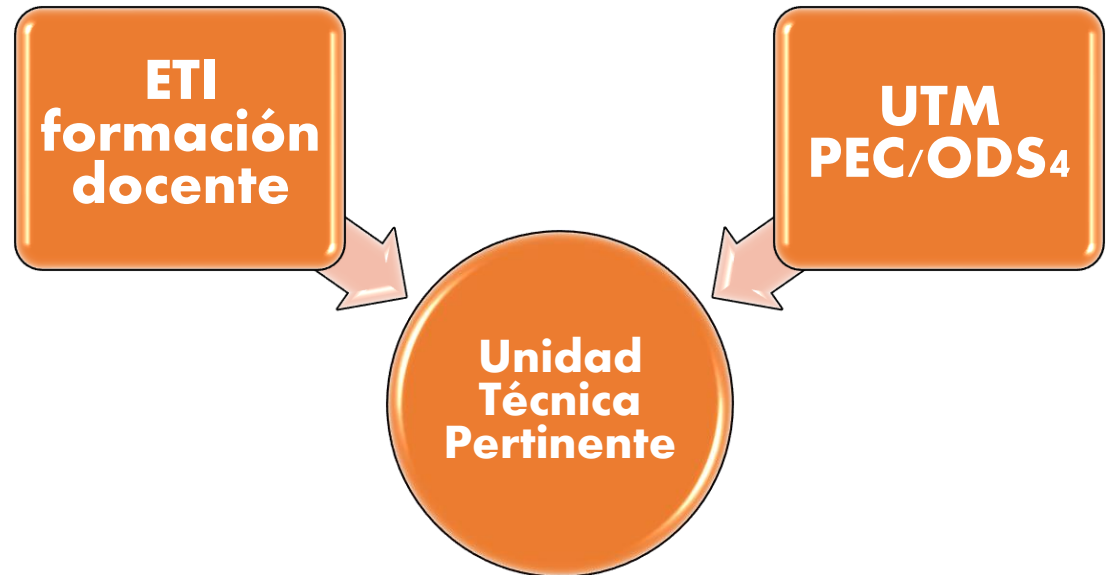 ETI
formación
docente
UTM
PEC/ODS4
Unidad
Técnica
Pertinente